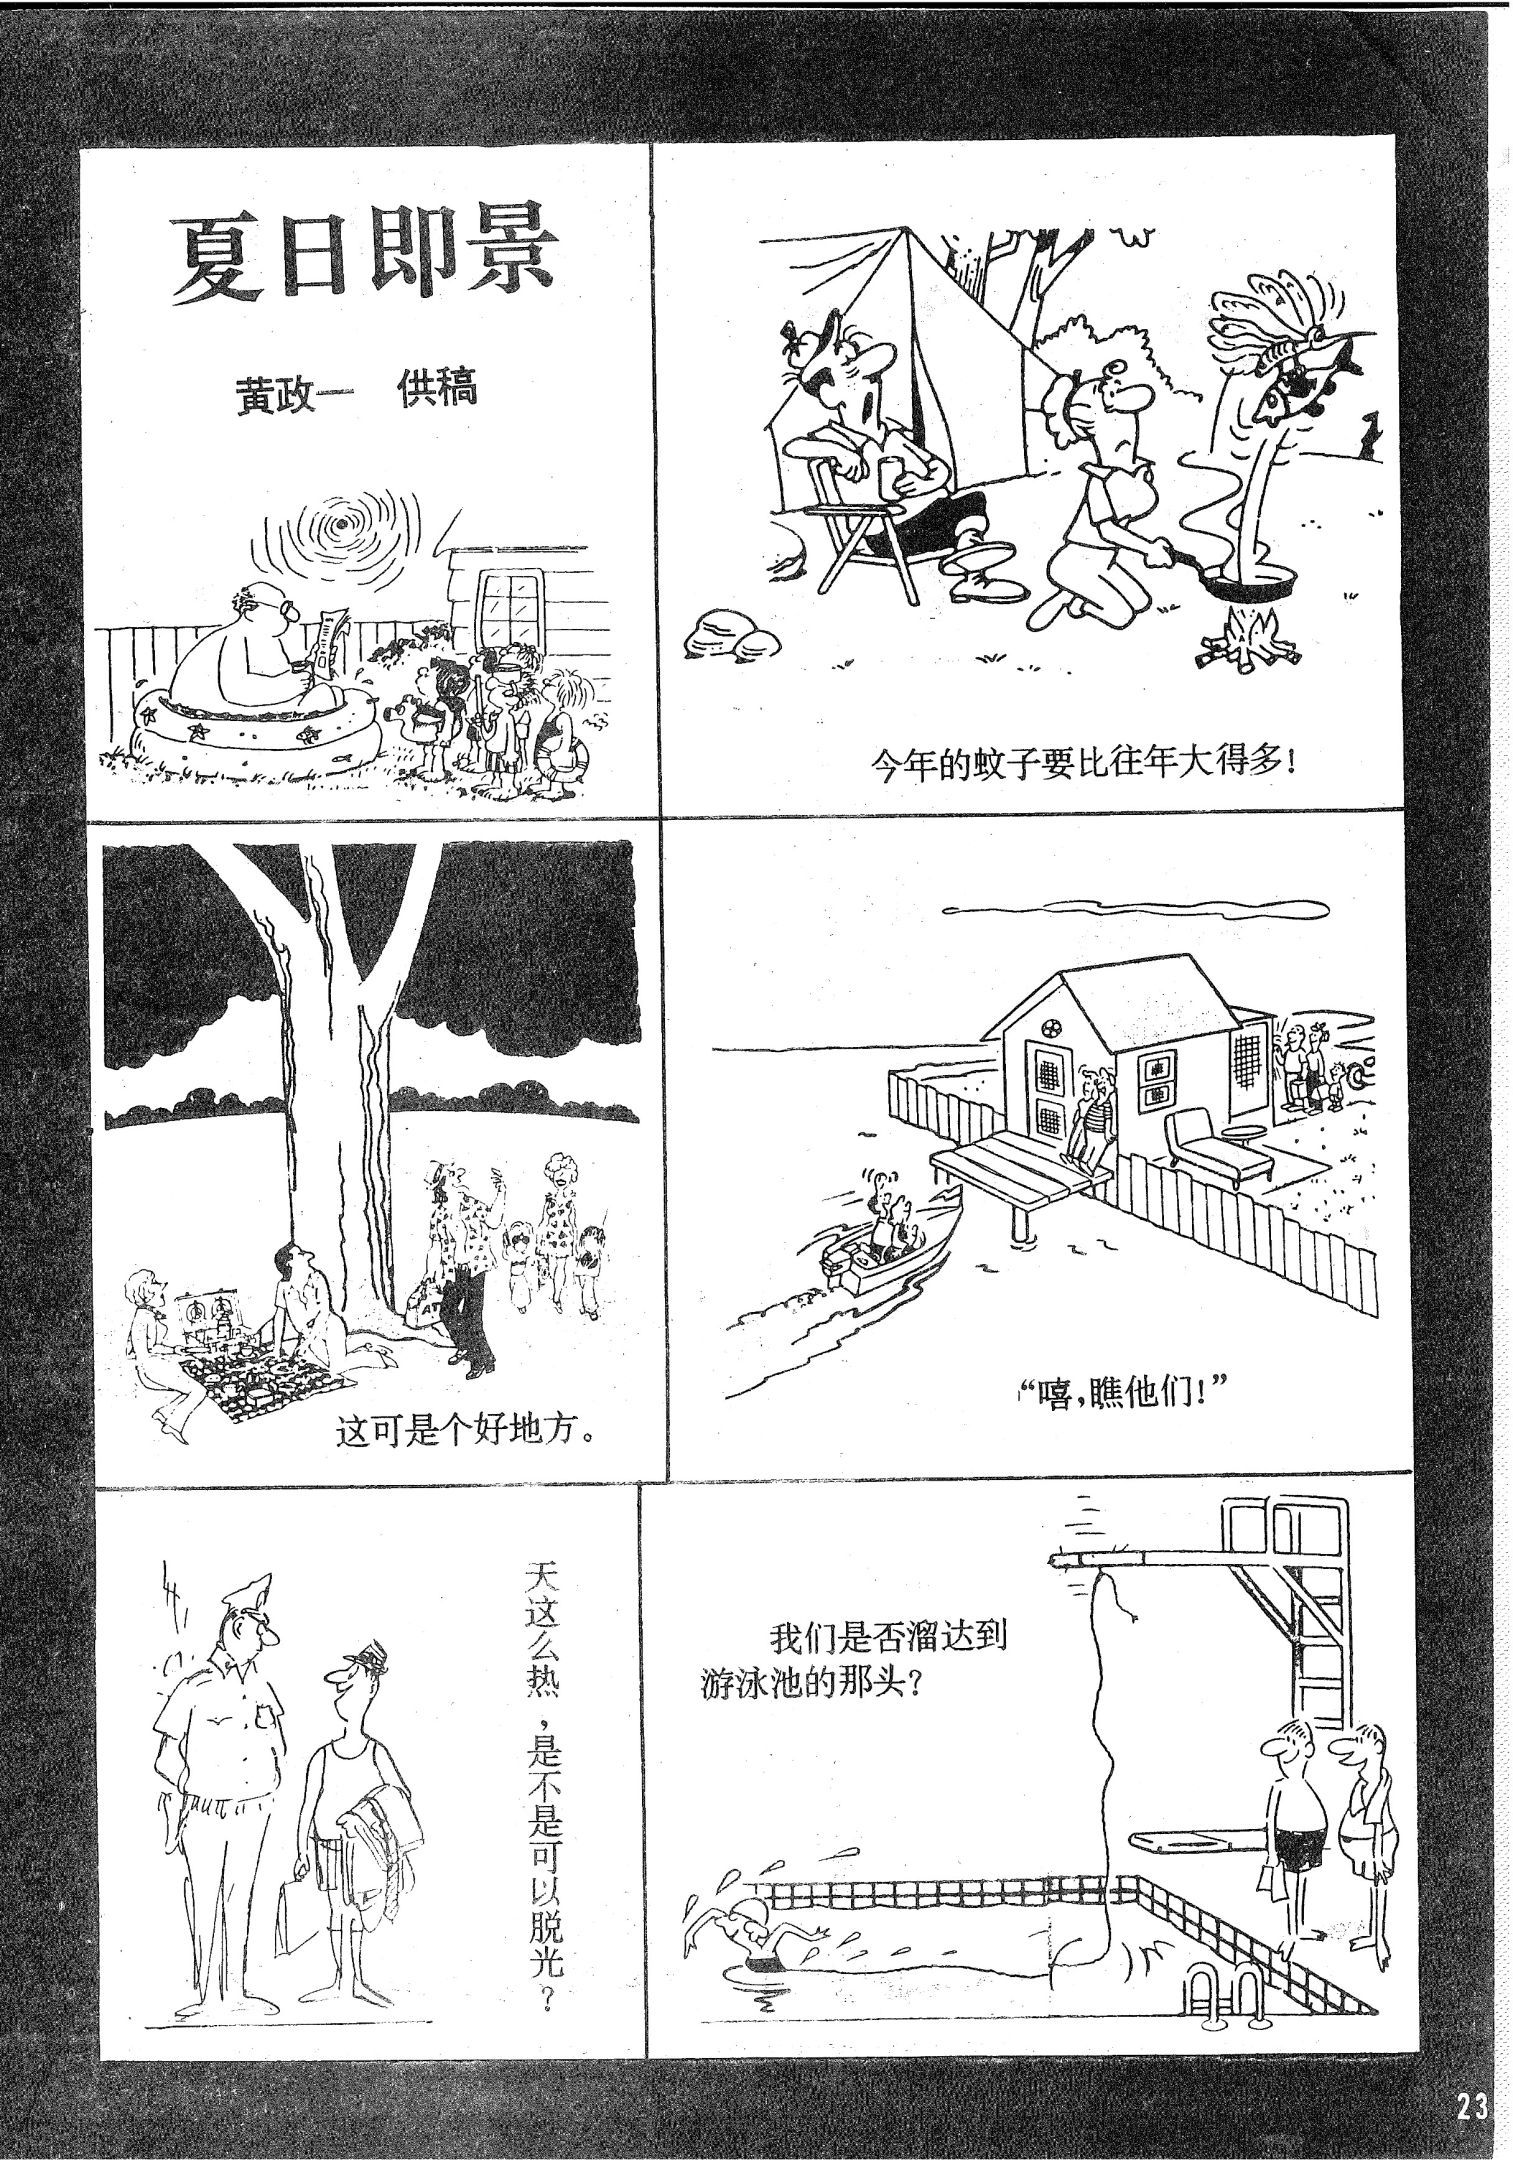 夏日即景
黄政一 供稿
今年的蚊子要比往年大得多!
这可是个好地方。
“嘻,瞧他们!”
天这么热,是不是可以脱光?
我们是否溜达到
游泳池的那头?
23